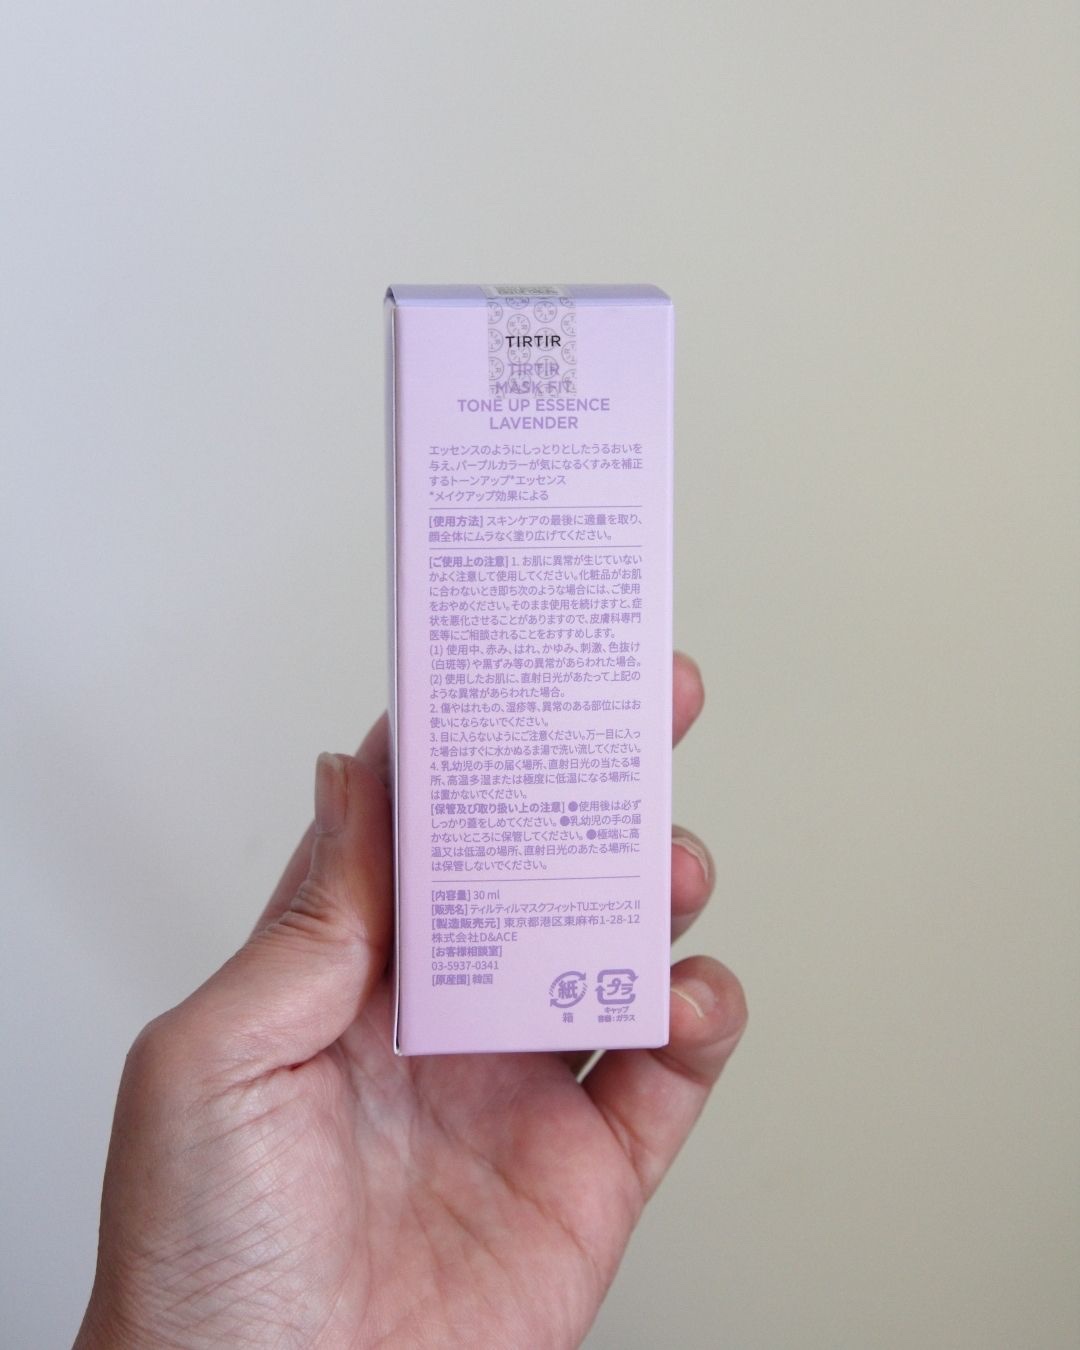 TIRTIR
TIRTIR
MASK FIT
TONE UP ESSENCE
LAVENDER
エッセンスのようにしっとりとしたうるおいを
与え、パープルカラーが気になるくすみを補正
するトーンアップ*エッセンス
*メイクアップ効果による
[使用方法] スキンケアの最後に適量を取り、
顔全体にムラなく塗り広げてください。
[ご使用上の注意] 1. お肌に異常が生じていない
かよく注意して使用してください。化粧品がお肌
に合わないとき即ち次のような場合には、ご使用
をおやめください。そのまま使用を続けますと、症
状を悪化させることがありますので、皮膚科専門
医等にご相談されることをおすすめします。
(1) 使用中、赤み、はれ、かゆみ、刺激、色抜け
(白斑等)や黒ずみ等の異常があらわれた場合。
(2) 使用したお肌に、直射日光があたって上記の
ような異常があらわれた場合。
2. 傷やはれもの、湿疹等、異常のある部位にはお
使いにならないでください。
3. 目に入らないようにご注意ください。万一目に入っ
た場合はすぐに水かぬるま湯で洗い流してください。
4. 乳幼児の手の届く場所、直射日光の当たる場
所、高温多湿または極度に低温になる場所に
は置かないでください。
[保管及び取り扱い上の注意] ●使用後は必ず
しっかり蓋をしめてください。●乳幼児の手の届
かないところに保管してください。●極端に高
温又は低温の場所、直射日光のあたる場所に
は保管しないでください。
[内容量] 30 ml
[販売名] ティルティルマスクフィットTUエッセンスⅡ
[製造販売元] 東京都港区東麻布1-28-12
株式会社D&ACE
[お客様相談室]
03-5937-0341
[原産国] 韓国
紙 プラ
箱 キャップ
容器：ガラス